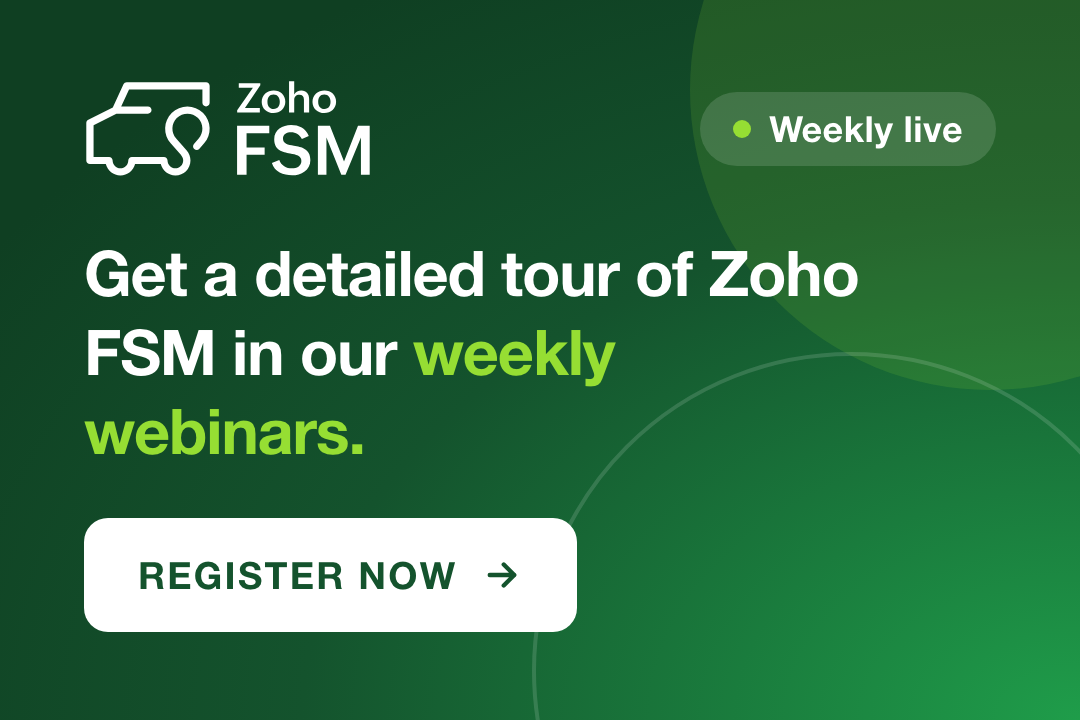 Zoho
FSM
Weekly live
Get a detailed tour of Zoho
FSM in our weekly
webinars.
REGISTER NOW →